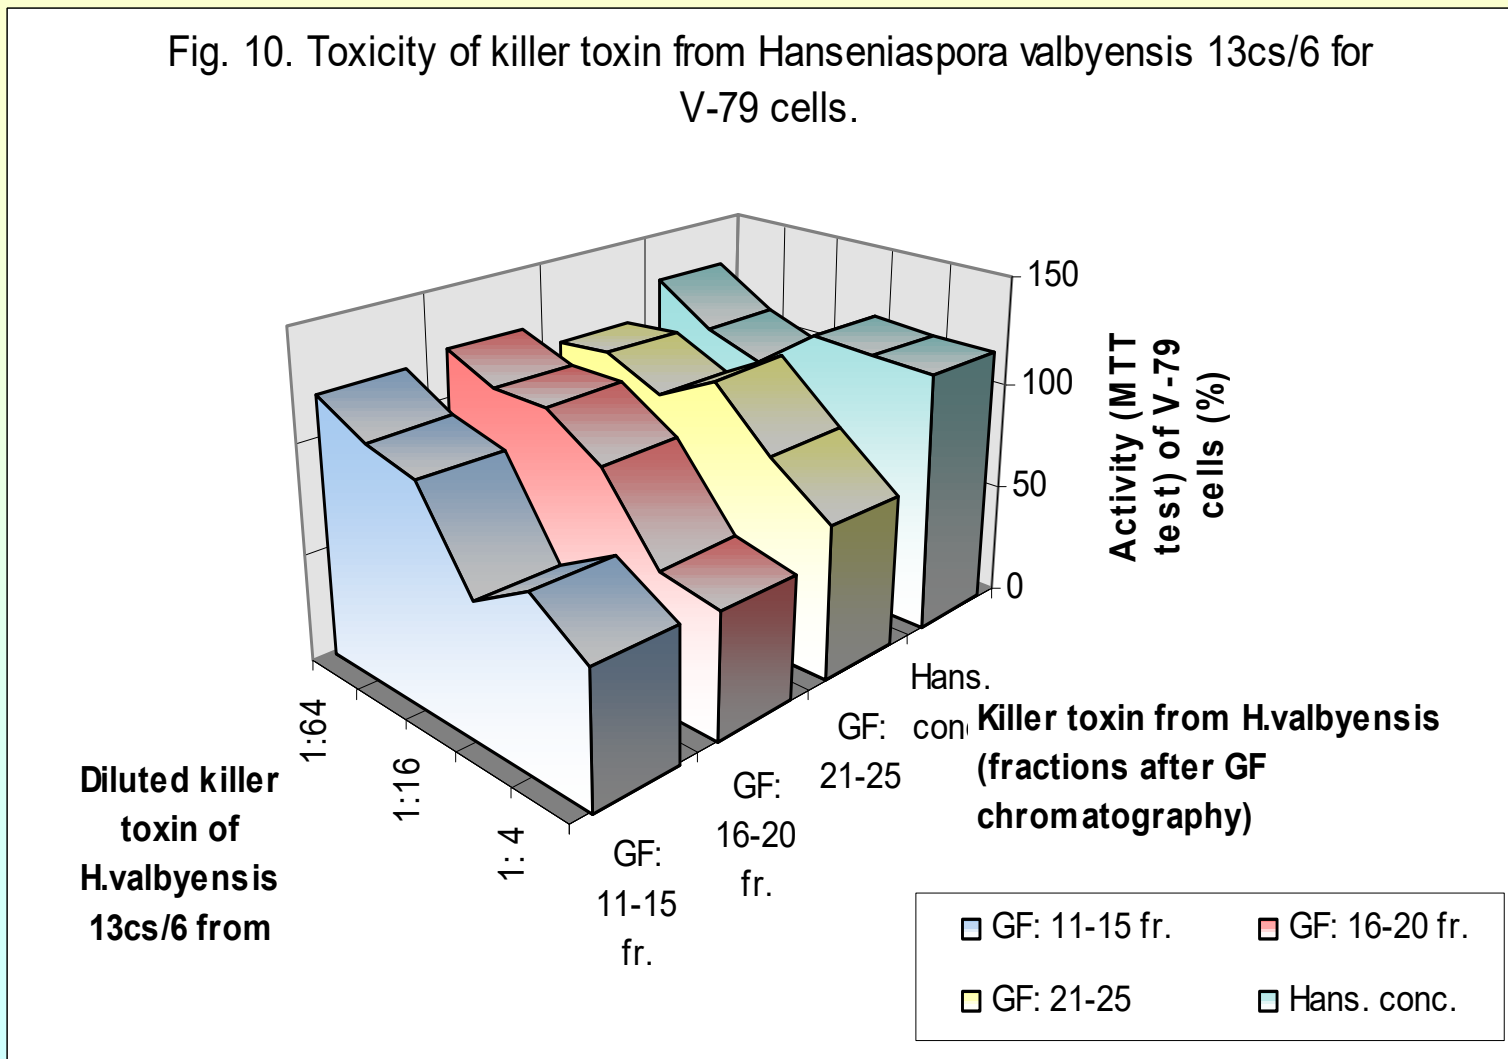 Fig. 10. Toxicity of killer toxin from Hanseniaspora valbyensis 13cs/6 for
V-79 cells.
150
100
50
0
Activity (MTT
test) of V-79
cells (%)
1:64
1:16
1: 4
Diluted killer
toxin of
H.valbyensis
13cs/6 from
GF:
11-15
fr.
GF:
16-20
fr.
GF:
21-25
Hans.
conc
Killer toxin from H.valbyensis
(fractions after GF
chromatography)
GF: 11-15 fr.
GF: 16-20 fr.
GF: 21-25
Hans. conc.